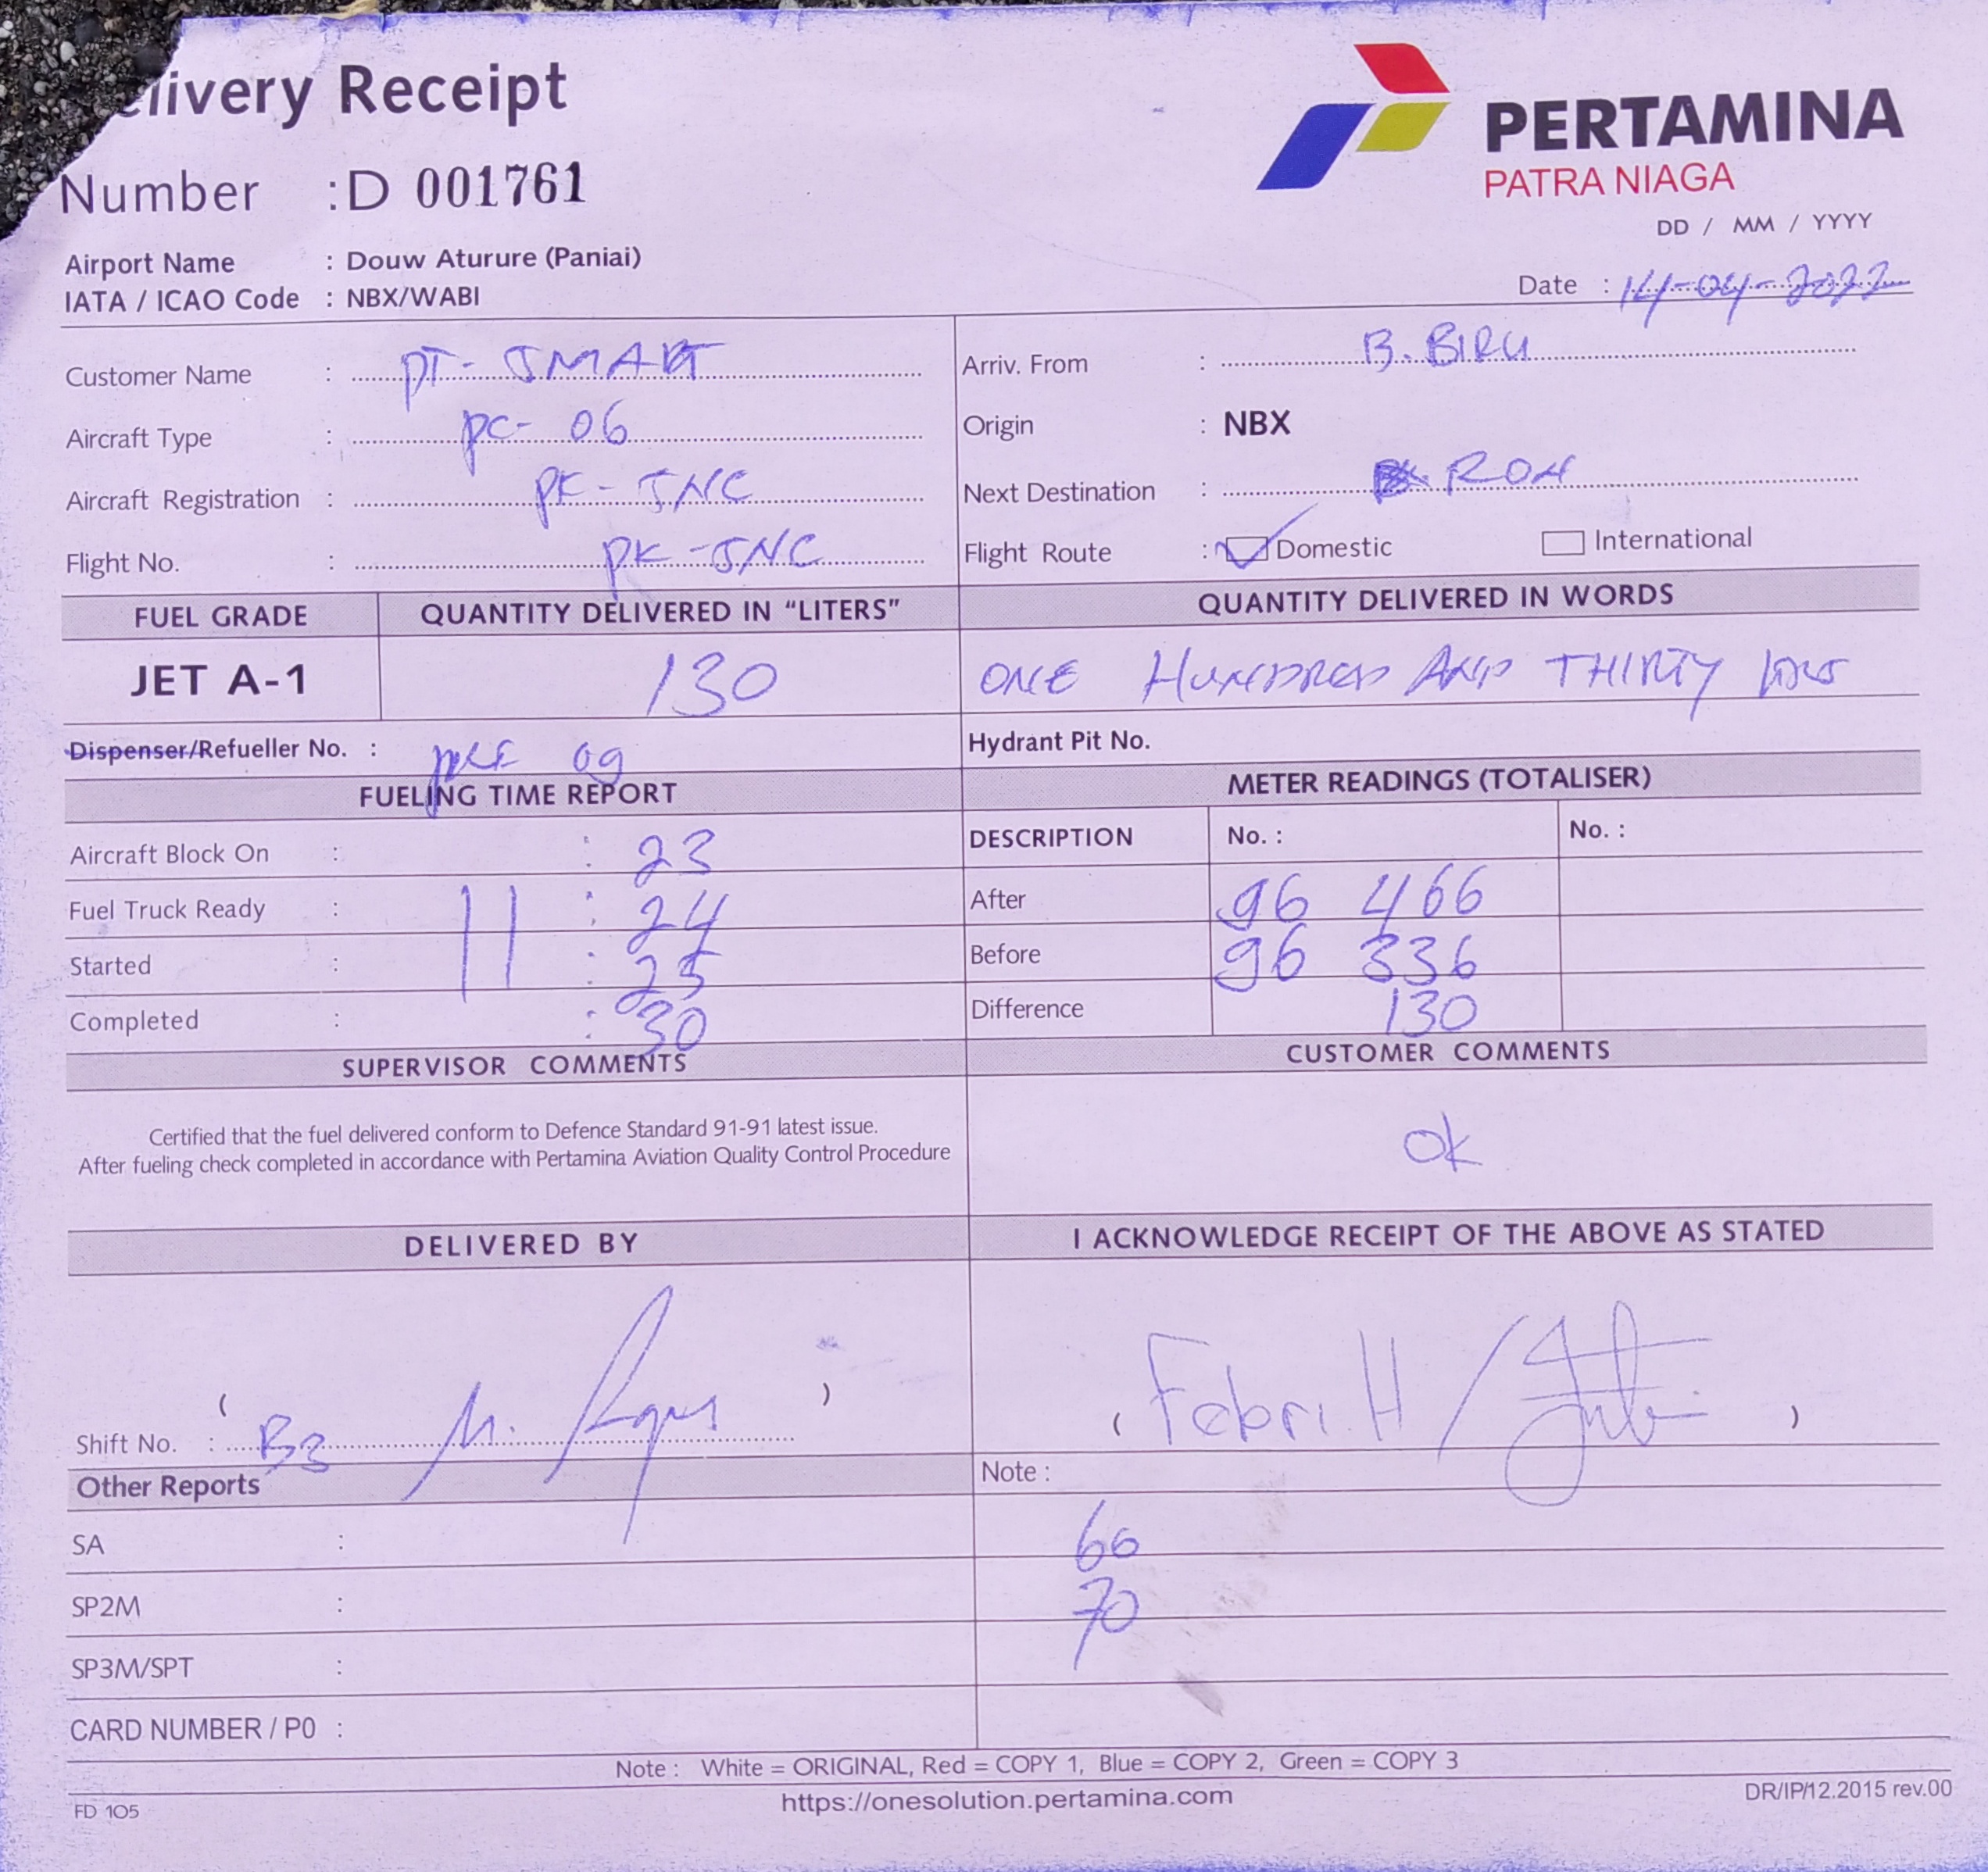 Delivery Receipt
PERTAMINA
PATRA NIAGA
Number : D 001761
DD / MM / YYYY
Airport Name : Douw Aturure (Paniai)
IATA / ICAO Code : NBX/WABI
Date : 14-04-2022
Customer Name : PT- SMART
Arriv. From : B. BIRU
Aircraft Type : PC- 06
Origin : NBX
Aircraft Registration : PK-SNC
Next Destination :
Flight No. : PK-SNC
Flight Route : Domestic International
FUEL GRADE QUANTITY DELIVERED IN “LITERS” QUANTITY DELIVERED IN WORDS
JET A-1 130 ONE HUNDRED AND THIRTY
Dispenser/Refueller No. : 09
Hydrant Pit No.
FUELING TIME REPORT METER READINGS (TOTALISER)
DESCRIPTION No. : No. :
Aircraft Block On : : 23
Fuel Truck Ready : 11 : 24
After 96 466
Started : : 25
Before 96 336
Completed : : 30
Difference 130
SUPERVISOR COMMENTS CUSTOMER COMMENTS
Certified that the fuel delivered conform to Defence Standard 91-91 latest issue.
After fueling check completed in accordance with Pertamina Aviation Quality Control Procedure
OK
DELIVERED BY I ACKNOWLEDGE RECEIPT OF THE ABOVE AS STATED
( )
Shift No. : B3 M. Agus
( Febri.H / )
Other Reports
Note :
SA : 60
SP2M : 70
SP3M/SPT :
CARD NUMBER / P0 :
Note : White = ORIGINAL, Red = COPY 1, Blue = COPY 2, Green = COPY 3
FD 105
https://onesolution.pertamina.com
DR/IP/12.2015 rev.00